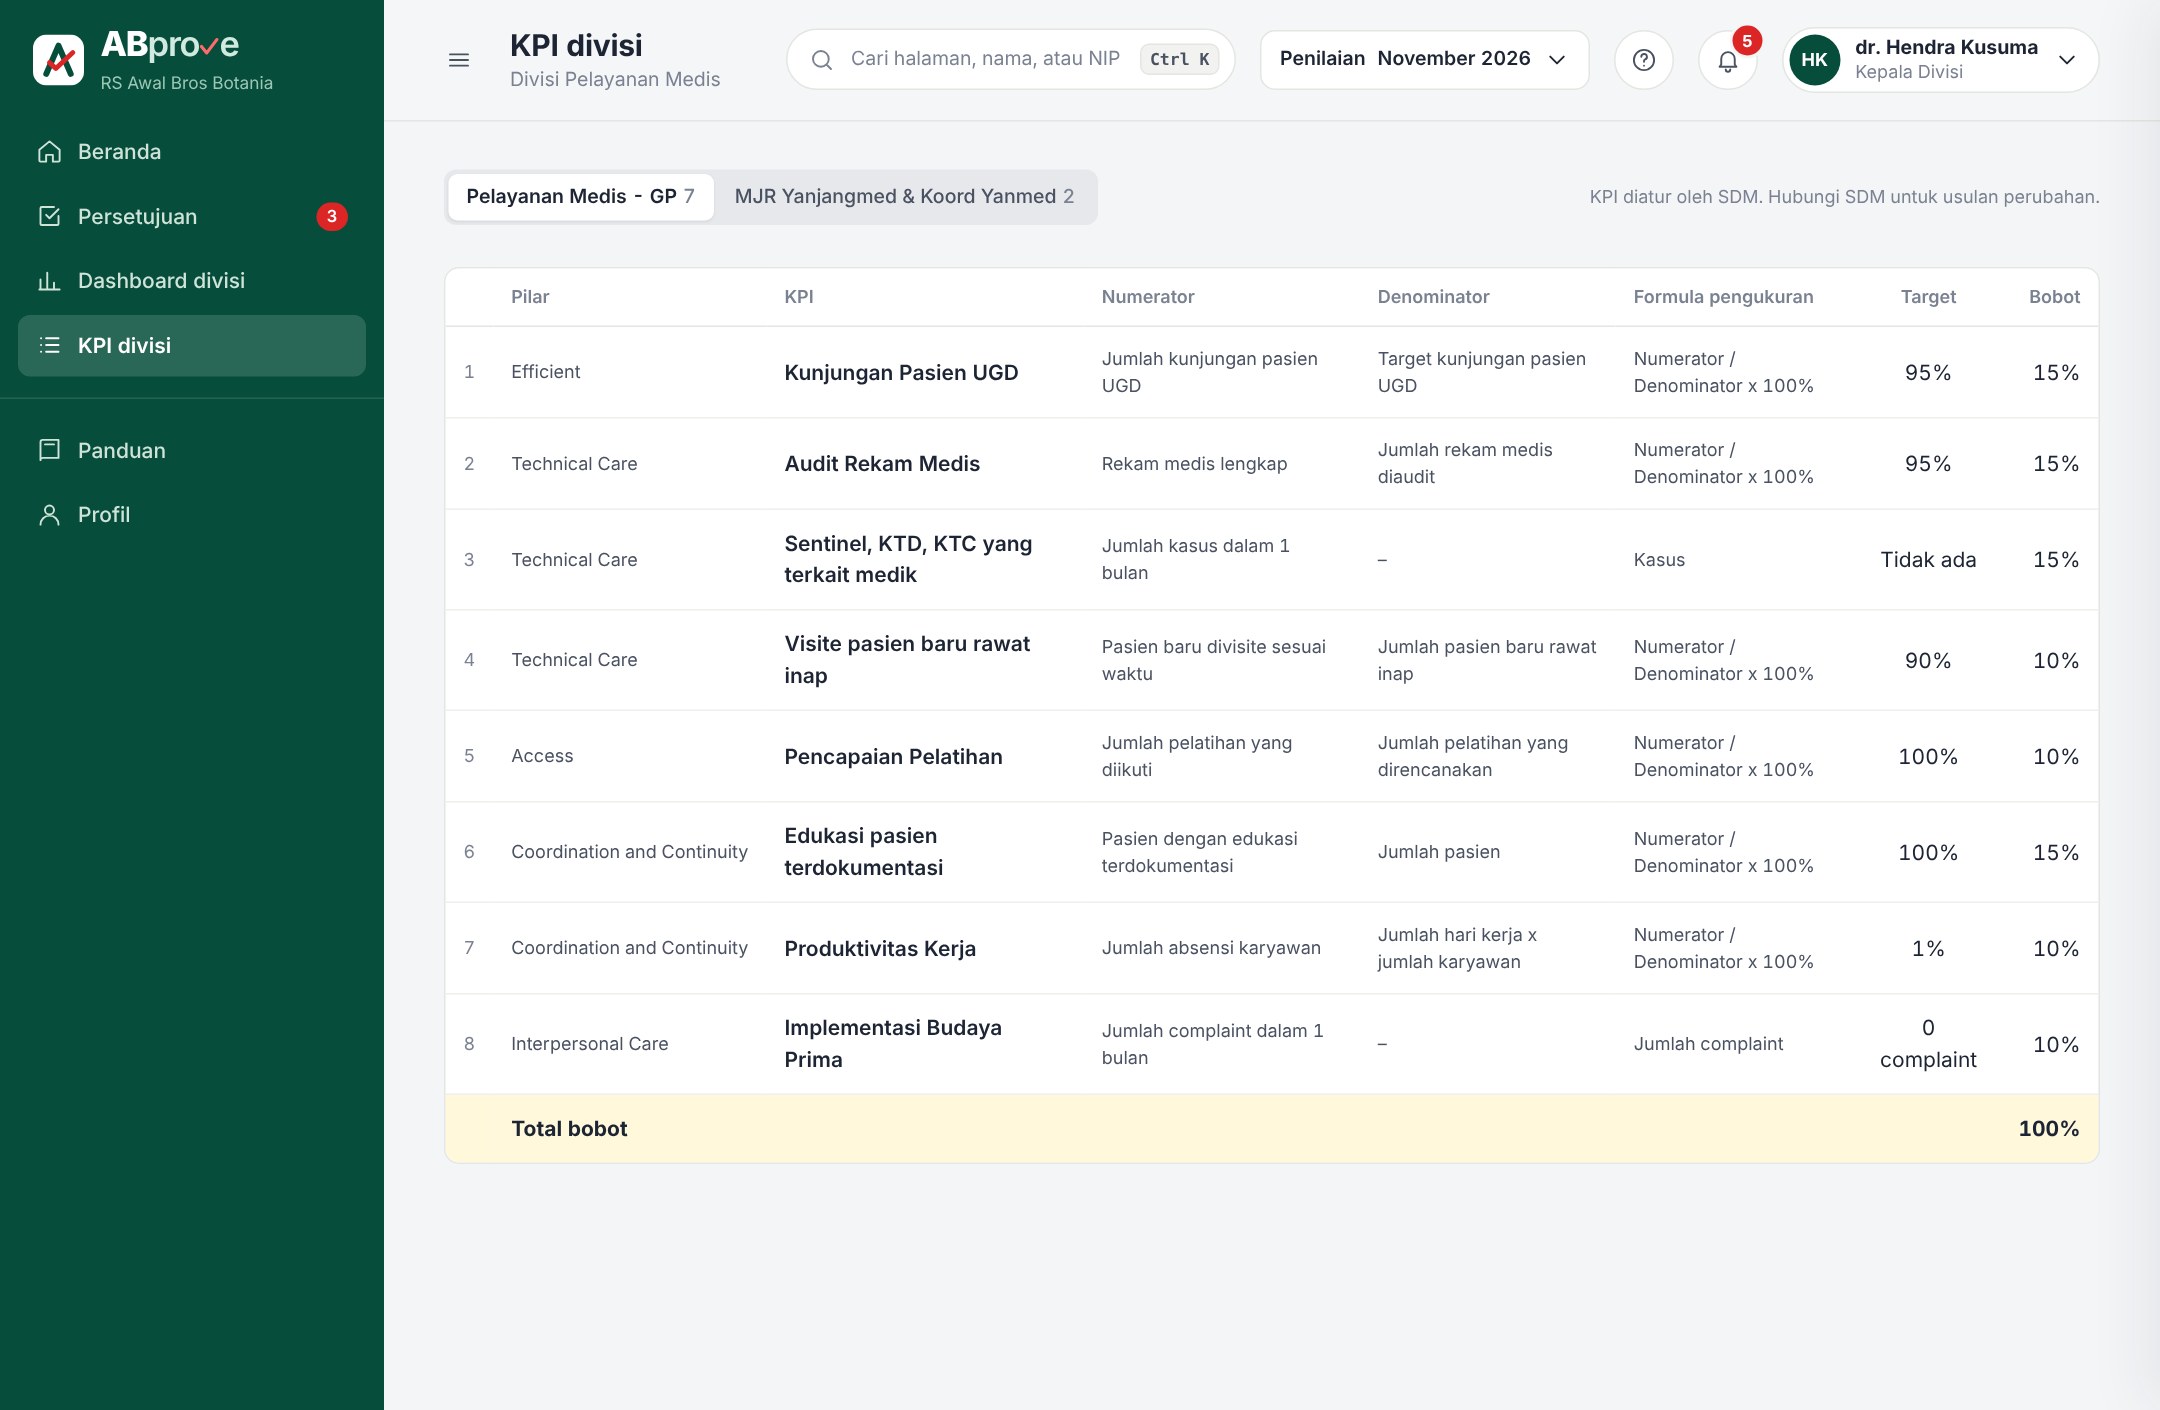 ABprove
RS Awal Bros Botania
Beranda
Persetujuan 3
Dashboard divisi
KPI divisi
Panduan
Profil
KPI divisi
Divisi Pelayanan Medis
Cari halaman, nama, atau NIP Ctrl K
Penilaian November 2026
5
HK
dr. Hendra Kusuma
Kepala Divisi
Pelayanan Medis - GP 7
MJR Yanjangmed & Koord Yanmed 2
KPI diatur oleh SDM. Hubungi SDM untuk usulan perubahan.
Pilar KPI Numerator Denominator Formula pengukuran Target Bobot
1 Efficient Kunjungan Pasien UGD
Jumlah kunjungan pasien
UGD
Target kunjungan pasien
UGD
Numerator /
Denominator x 100%
95% 15%
2 Technical Care Audit Rekam Medis Rekam medis lengkap
Jumlah rekam medis
diaudit
Numerator /
Denominator x 100%
95% 15%
3 Technical Care
Sentinel, KTD, KTC yang
terkait medik
Jumlah kasus dalam 1
bulan
– Kasus Tidak ada 15%
4 Technical Care
Visite pasien baru rawat
inap
Pasien baru divisite sesuai
waktu
Jumlah pasien baru rawat
inap
Numerator /
Denominator x 100%
90% 10%
5 Access Pencapaian Pelatihan
Jumlah pelatihan yang
diikuti
Jumlah pelatihan yang
direncanakan
Numerator /
Denominator x 100%
100% 10%
6 Coordination and Continuity
Edukasi pasien
terdokumentasi
Pasien dengan edukasi
terdokumentasi
Jumlah pasien
Numerator /
Denominator x 100%
100% 15%
7 Coordination and Continuity Produktivitas Kerja Jumlah absensi karyawan
Jumlah hari kerja x
jumlah karyawan
Numerator /
Denominator x 100%
1% 10%
8 Interpersonal Care
Implementasi Budaya
Prima
Jumlah complaint dalam 1
bulan
– Jumlah complaint
0
complaint
10%
Total bobot 100%